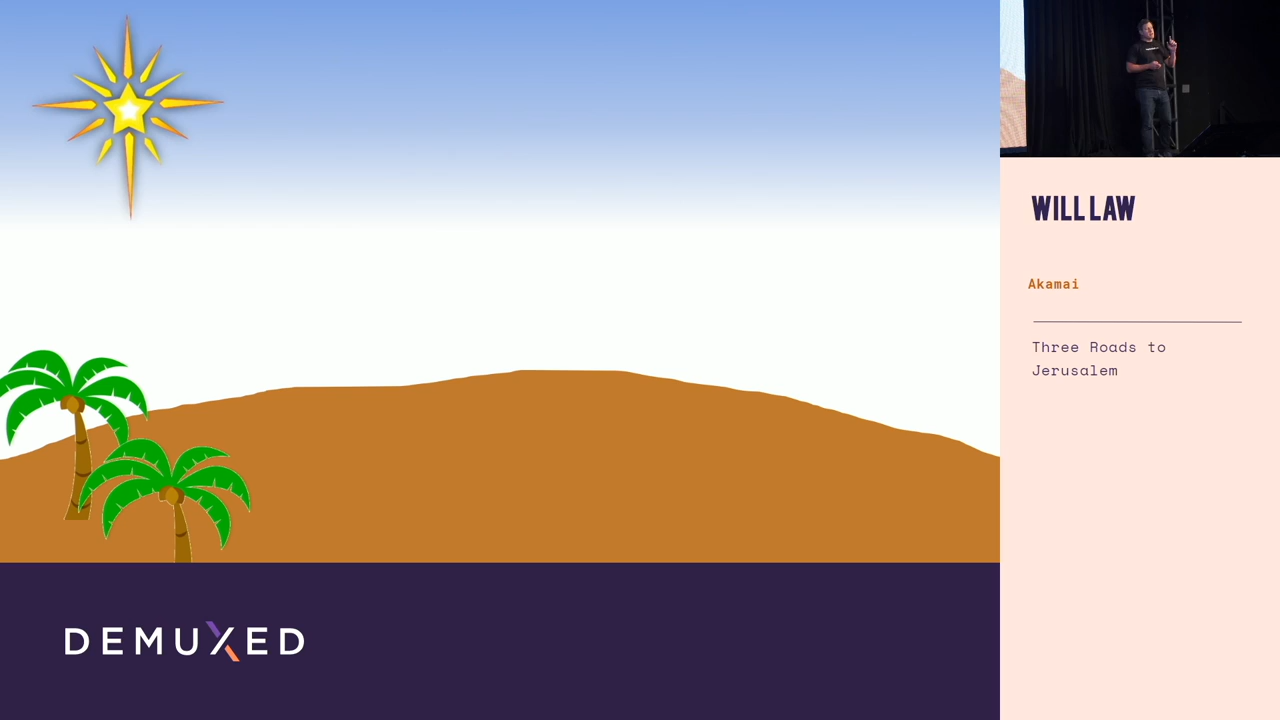 WILL LAW
Akamai
Three Roads to
Jerusalem
DEMUXED